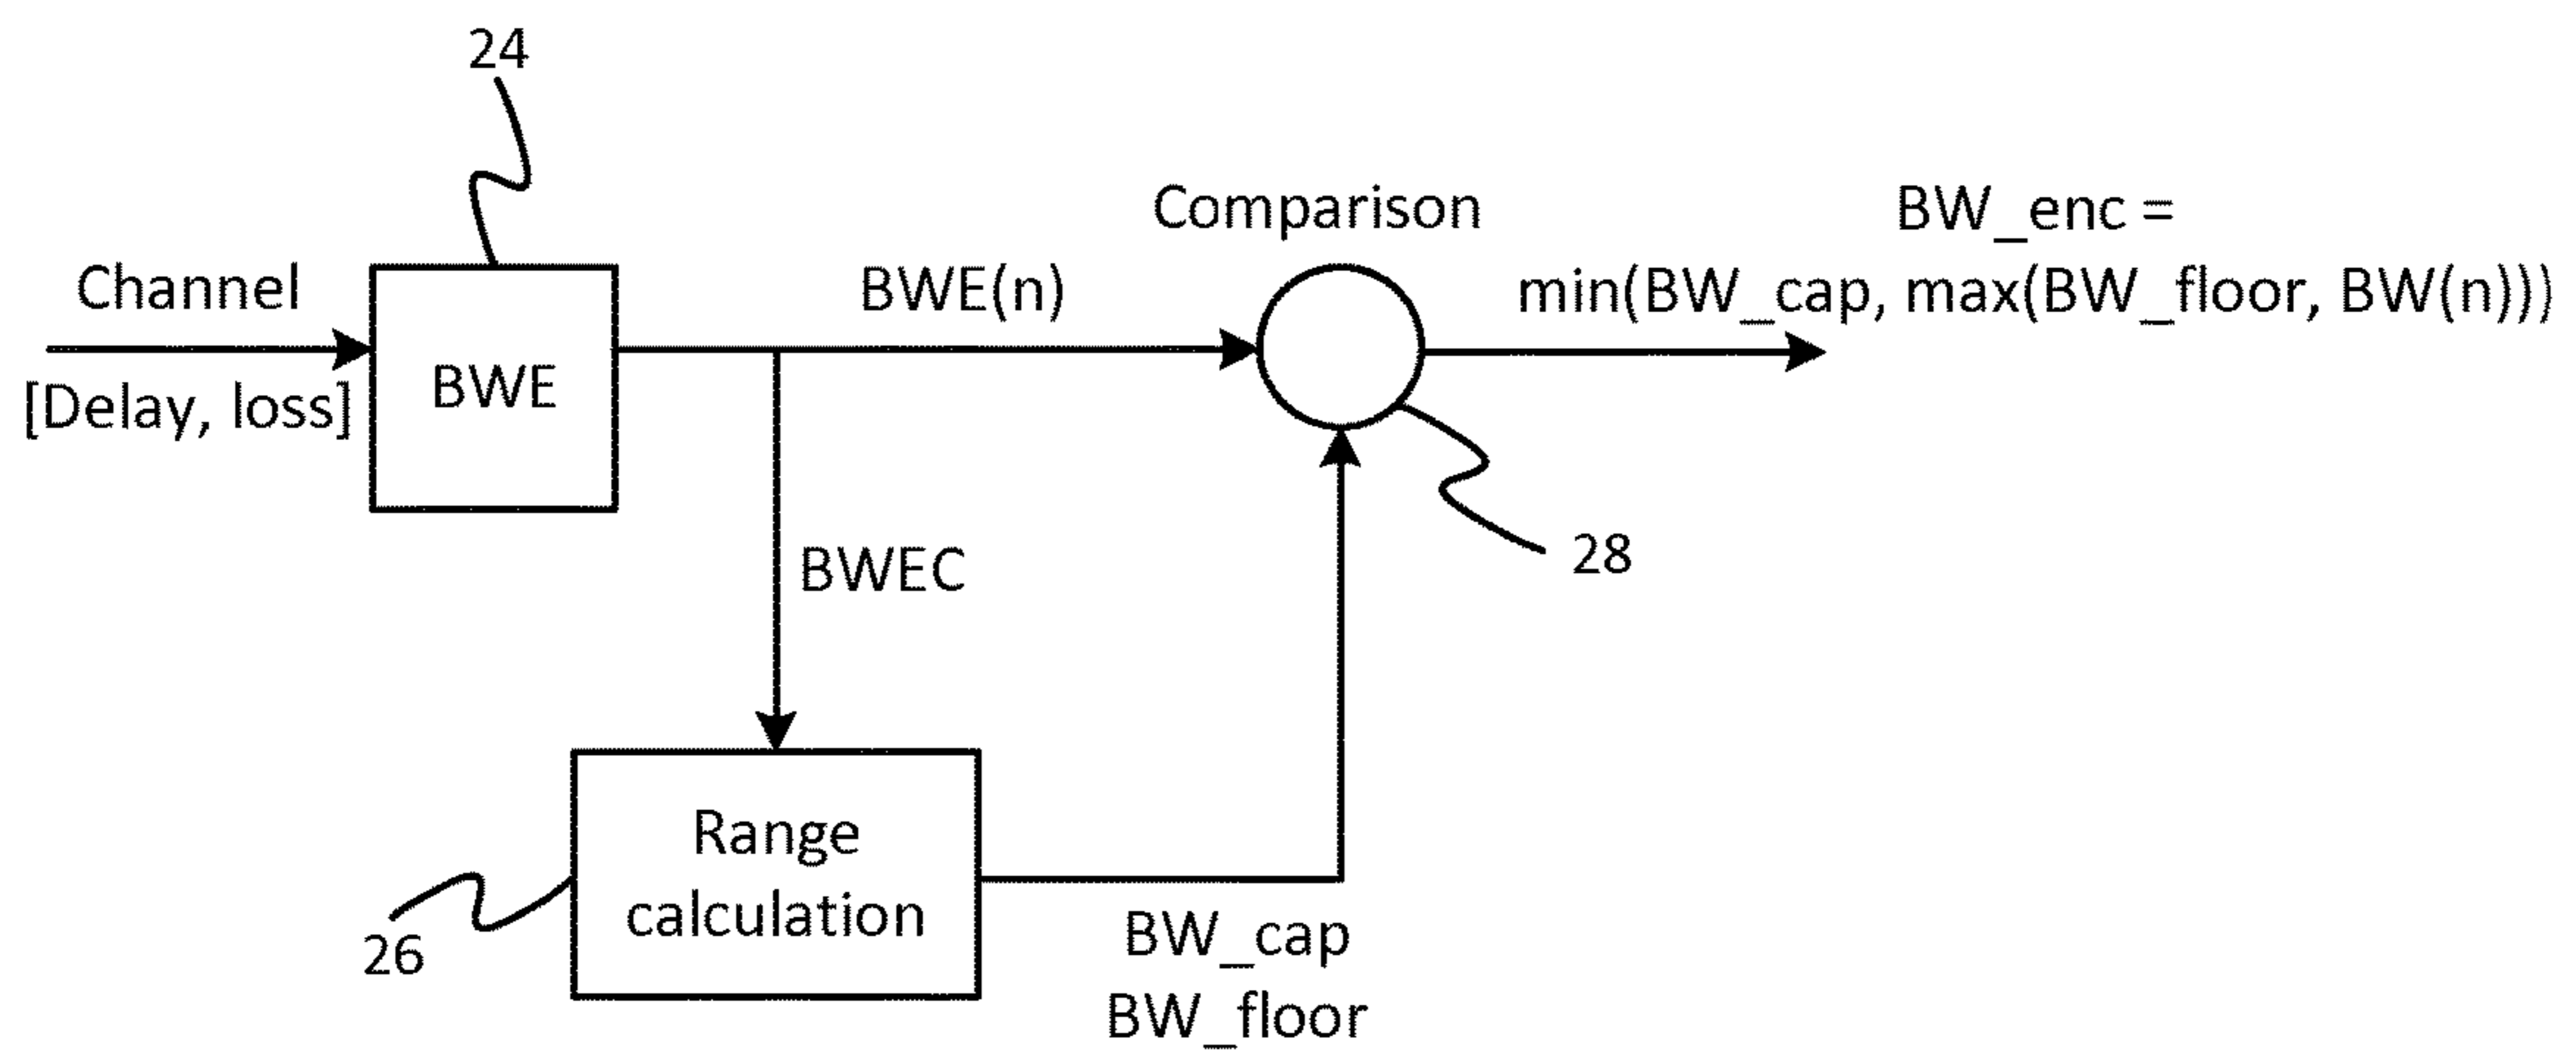 24
Comparison
BW_enc =
Channel
BWE(n)
min(BW_cap, max(BW_floor, BW(n)))
[Delay, loss]
BWE
BWEC
28
Range
calculation
26
BW_cap
BW_floor